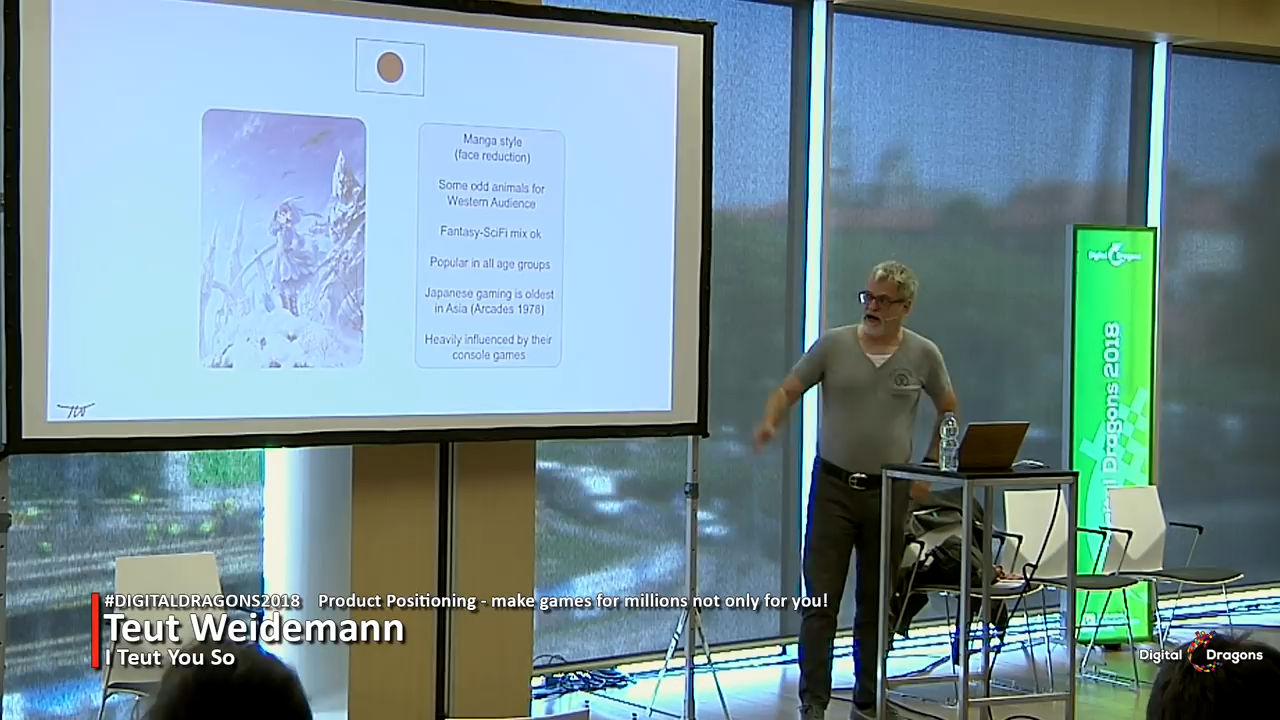 Manga style
(face reduction)
Some odd animals for
Western Audience
Fantasy-SciFi mix ok
Popular in all age groups
Japanese gaming is oldest
in Asia (Arcades 1978)
Heavily influenced by their
console games
Digital Dragons
Digital Dragons 2018
#DIGITALDRAGONS2018 Product Positioning - make games for millions not only for you!
Teut Weidemann
I Teut You So
Digital Dragons